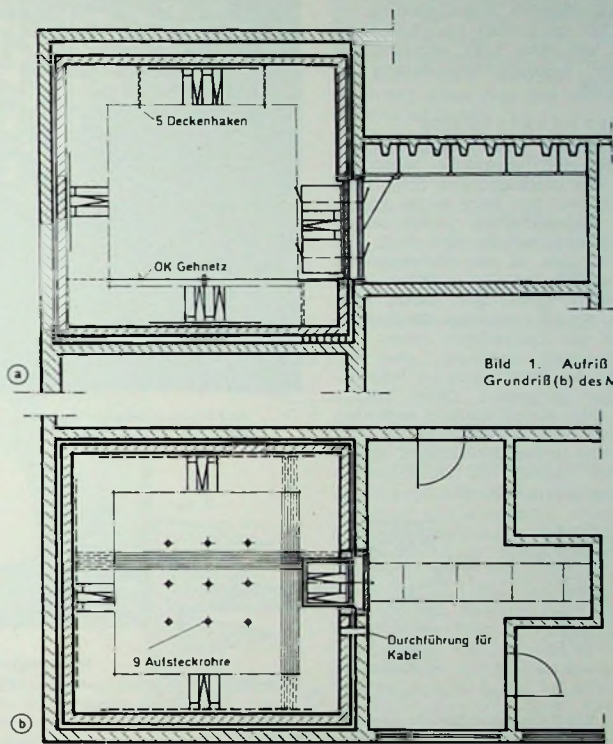 5 Deckenhaken
OK Gehnetz
a
Bild 1. Aufriß
Grundriß(b) des M
9 Aufsteckrohre
Durchführung für
Kabel
b